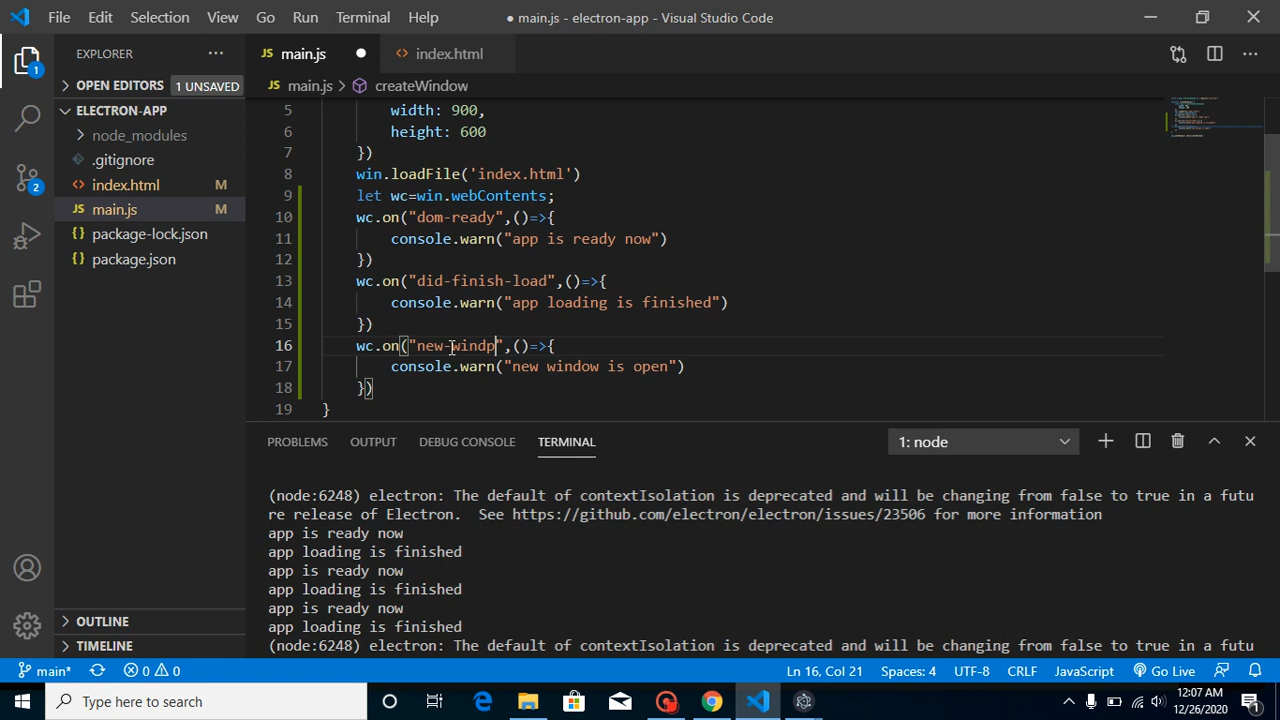 File Edit Selection View Go Run Terminal Help ● main.js - electron-app - Visual Studio Code
EXPLORER
JS main.js
<> index.html
OPEN EDITORS 1 UNSAVED
JS main.js > createWindow
ELECTRON-APP
node_modules
.gitignore
<> index.html M
JS main.js M
{} package-lock.json
{} package.json
OUTLINE
TIMELINE
1
2
5 width: 900,
6 height: 600
7 })
8 win.loadFile('index.html')
9 let wc=win.webContents;
10 wc.on("dom-ready",()=>{
11 console.warn("app is ready now")
12 })
13 wc.on("did-finish-load",()=>{
14 console.warn("app loading is finished")
15 })
16 wc.on("new-windp",()=>{
17 console.warn("new window is open")
18 })
19 }
PROBLEMS OUTPUT DEBUG CONSOLE TERMINAL 1: node
(node:6248) electron: The default of contextIsolation is deprecated and will be changing from false to true in a futu
re release of Electron.  See https://github.com/electron/electron/issues/23506 for more information
app is ready now
app loading is finished
app is ready now
app loading is finished
app is ready now
app loading is finished
(node:6248) electron: The default of contextIsolation is deprecated and will be changing from false to true in a futu
main* 0 0 Ln 16, Col 21 Spaces: 4 UTF-8 CRLF JavaScript Go Live
Type here to search
12:07 AM
12/26/2020
1